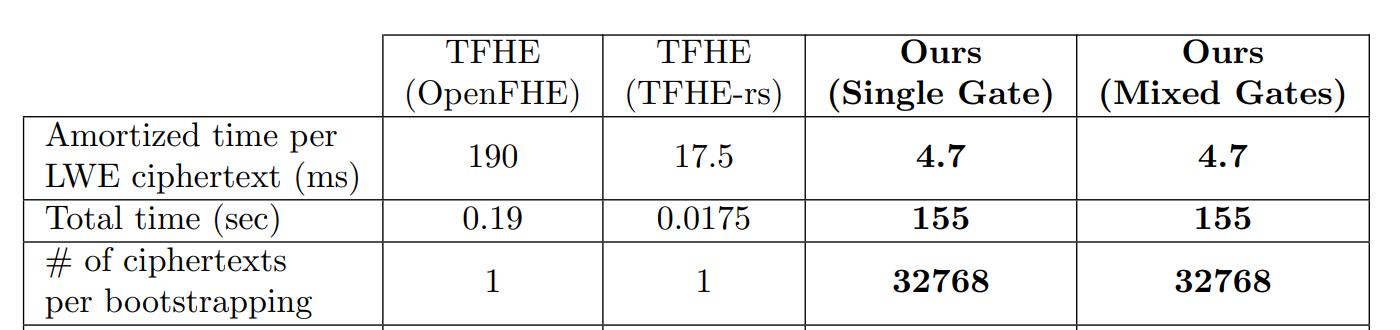 TFHE TFHE Ours Ours
(OpenFHE) (TFHE-rs) (Single Gate) (Mixed Gates)
Amortized time per
LWE ciphertext (ms) 190 17.5 4.7 4.7
Total time (sec) 0.19 0.0175 155 155
# of ciphertexts
per bootstrapping 1 1 32768 32768